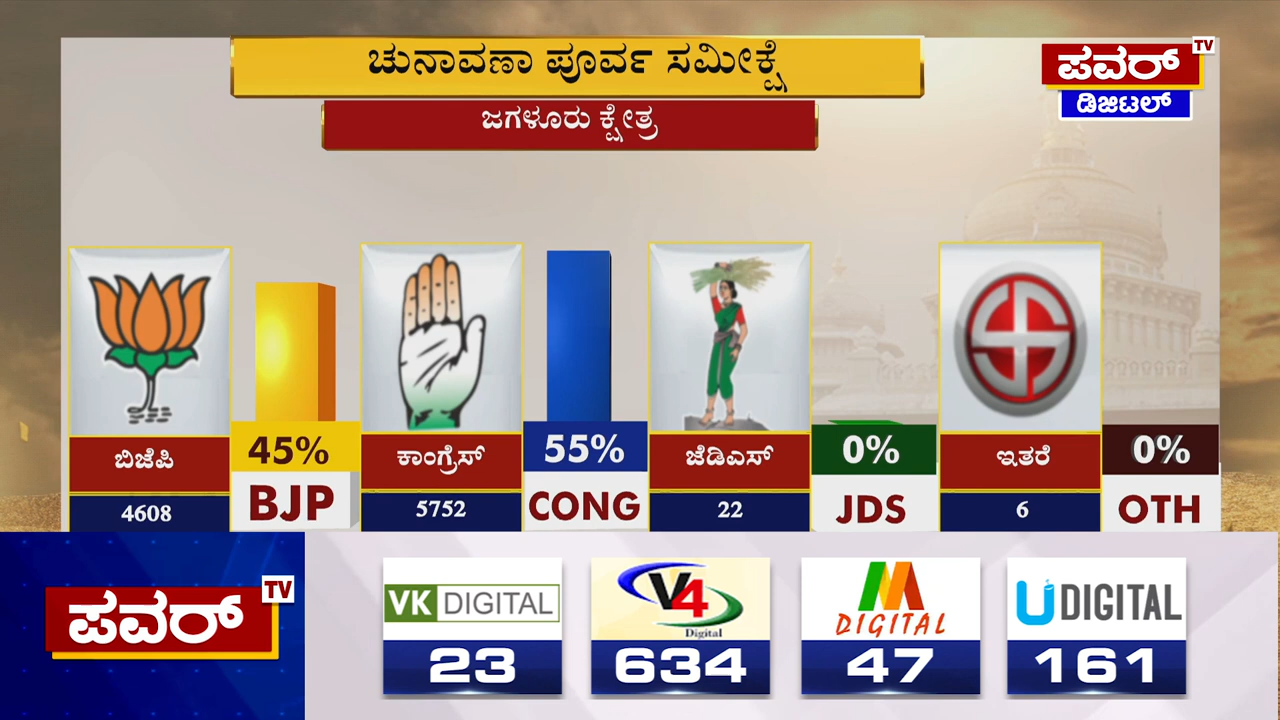 ಚುನಾವಣಾ ಪೂರ್ವ ಸಮೀಕ್ಷೆ
ಪವರ್ TV
ಡಿಜಿಟಲ್
ಜಗಳೂರು ಕ್ಷೇತ್ರ
ಬಿಜೆಪಿ 45% ಕಾಂಗ್ರೆಸ್ 55% ಜೆಡಿಎಸ್ 0% ಇತರೆ 0%
4608 BJP 5752 CONG 22 JDS 6 OTH
ಪವರ್ TV
VK DIGITAL V4 Digital M DIGITAL U DIGITAL
23 634 47 161